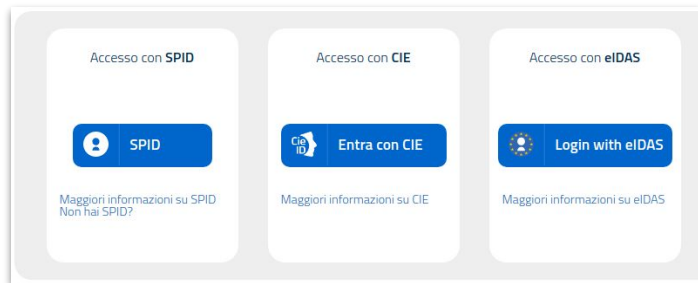 Accesso con SPID
SPID
Maggiori informazioni su SPID
Non hai SPID?
Accesso con CIE
Cie
ID
Entra con CIE
Maggiori informazioni su CIE
Accesso con eIDAS
Login with eIDAS
Maggiori informazioni su eIDAS